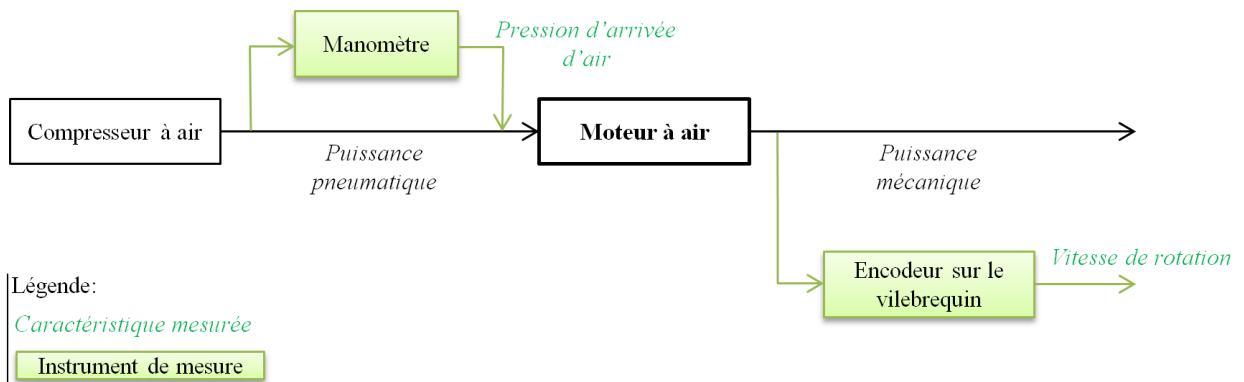 Manomètre
Pression d’arrivée
d’air
Compresseur à air
Moteur à air
Puissance
pneumatique
Puissance
mécanique
Encodeur sur le
vilebrequin
Vitesse de rotation
Légende:
Caractéristique mesurée
Instrument de mesure